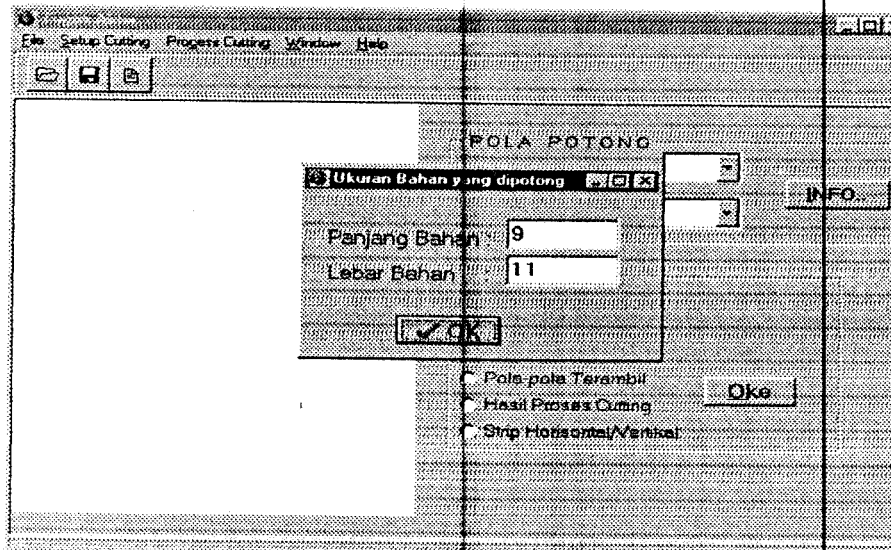 File Setup Cutting Progess Cutting Window Help
POLA POTONG
Ukuran Bahan yang dipotong
INFO..
Panjang Bahan : 9
Lebar Bahan : 11
OK
Pola-pola Terambil
Oke
Hasil Proses Cutting
Strip Horisontal/Vertikal